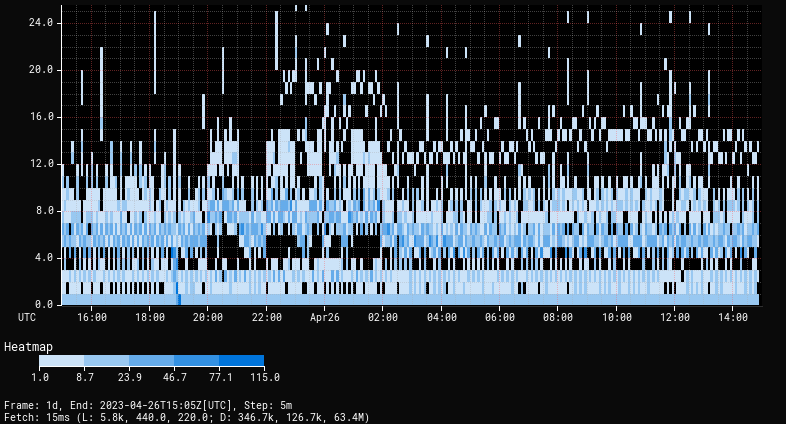 24.0
20.0
16.0
12.0
8.0
4.0
0.0
UTC 16:00 18:00 20:00 22:00 Apr26 02:00 04:00 06:00 08:00 10:00 12:00 14:00
Heatmap
1.0 8.7 23.9 46.7 77.1 115.0
Frame: 1d, End: 2023-04-26T15:05Z[UTC], Step: 5m
Fetch: 15ms (L: 5.8k, 440.0, 220.0; D: 346.7k, 126.7k, 63.4M)